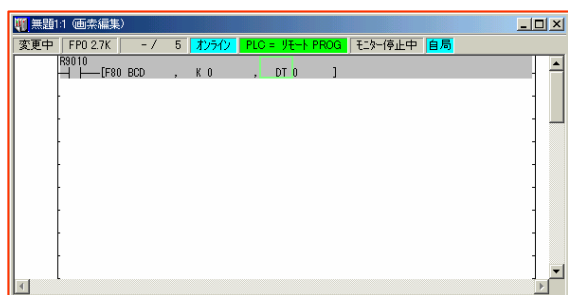 無題1:1 (画素編集)
変更中 FP0 2.7K - / 5 オンライン PLC = リモート PROG モニター停止中 自局
R9010
[F80 BCD , K 0 , DT 0 ]